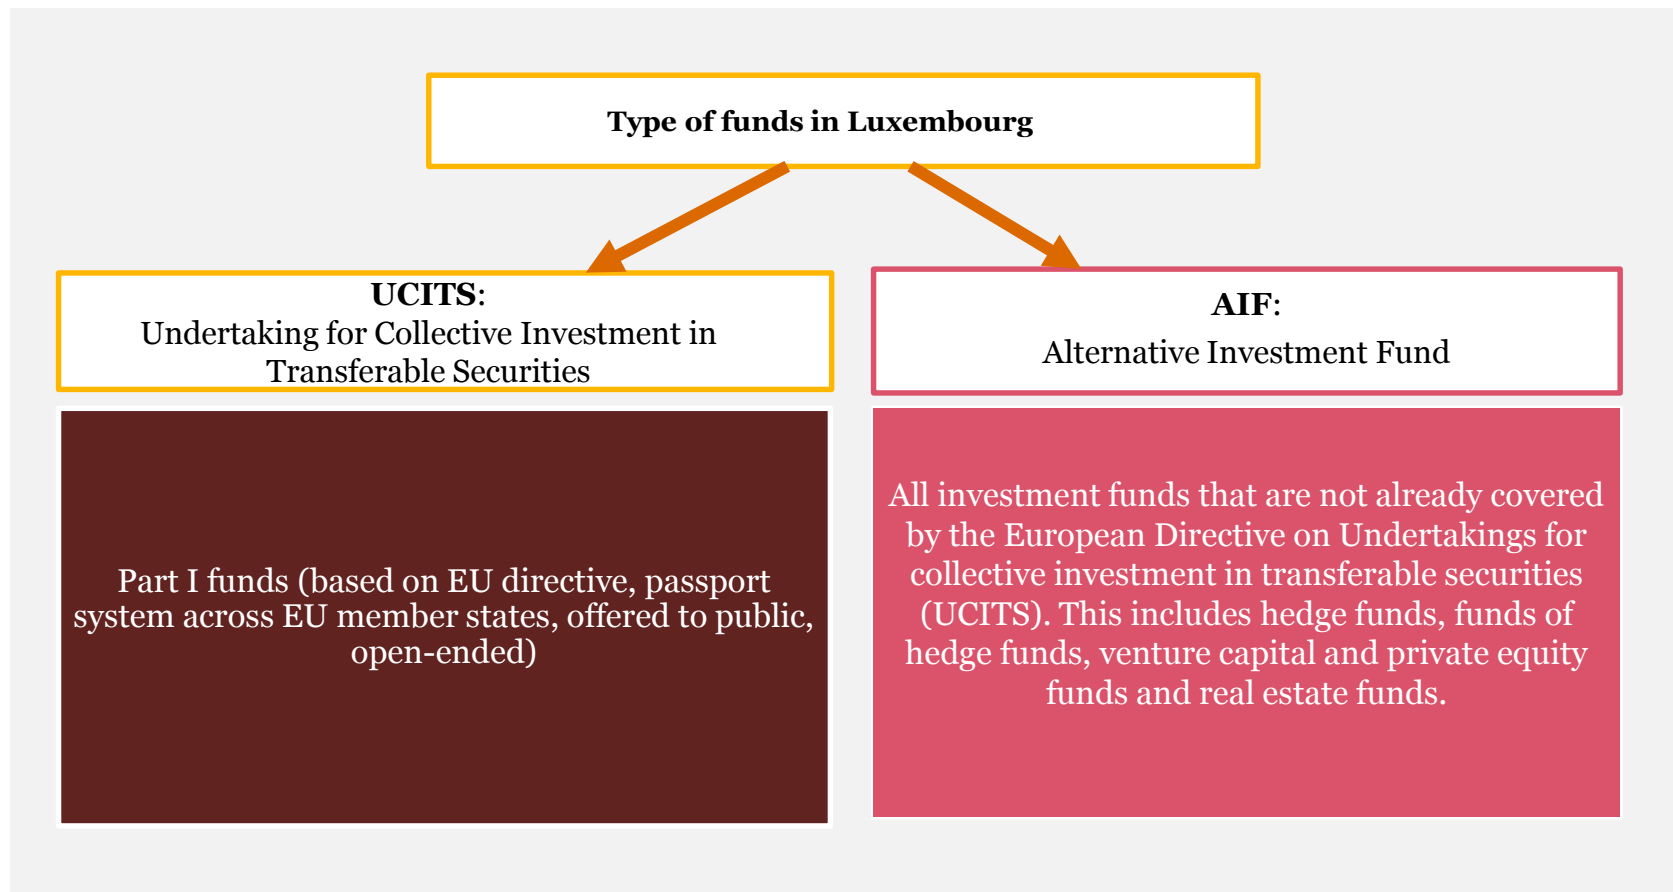 Type of funds in Luxembourg
UCITS:
Undertaking for Collective Investment in
Transferable Securities
AIF:
Alternative Investment Fund
Part I funds (based on EU directive, passport
system across EU member states, offered to public,
open-ended)
All investment funds that are not already covered
by the European Directive on Undertakings for
collective investment in transferable securities
(UCITS). This includes hedge funds, funds of
hedge funds, venture capital and private equity
funds and real estate funds.